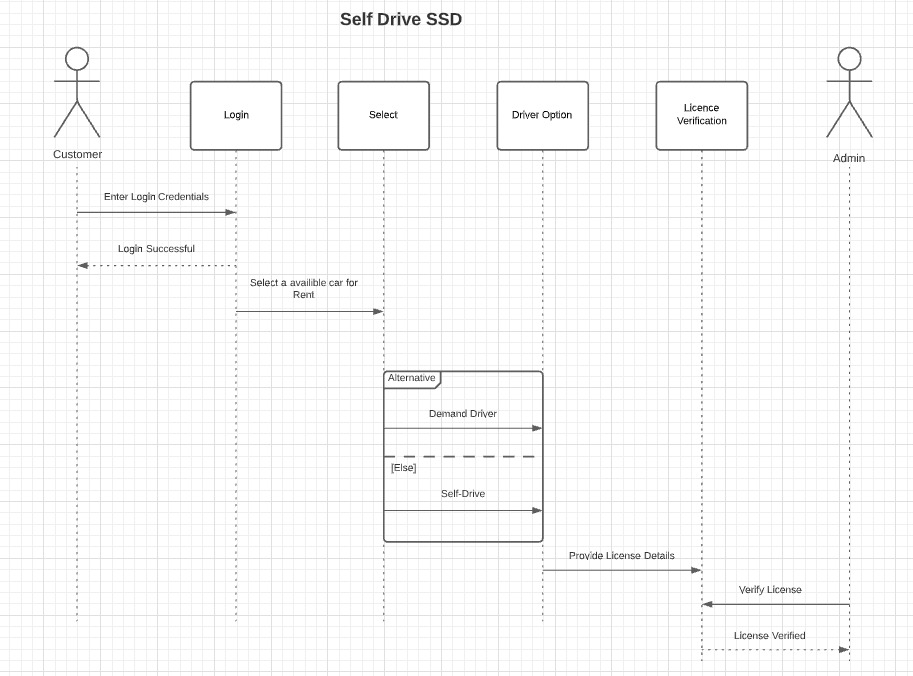 Self Drive SSD
Customer
Login
Select
Driver Option
Licence
Verification
Admin
Enter Login Credentials
Login Successful
Select a availible car for
Rent
Alternative
Demand Driver
[Else]
Self-Drive
Provide License Details
Verify License
License Verified